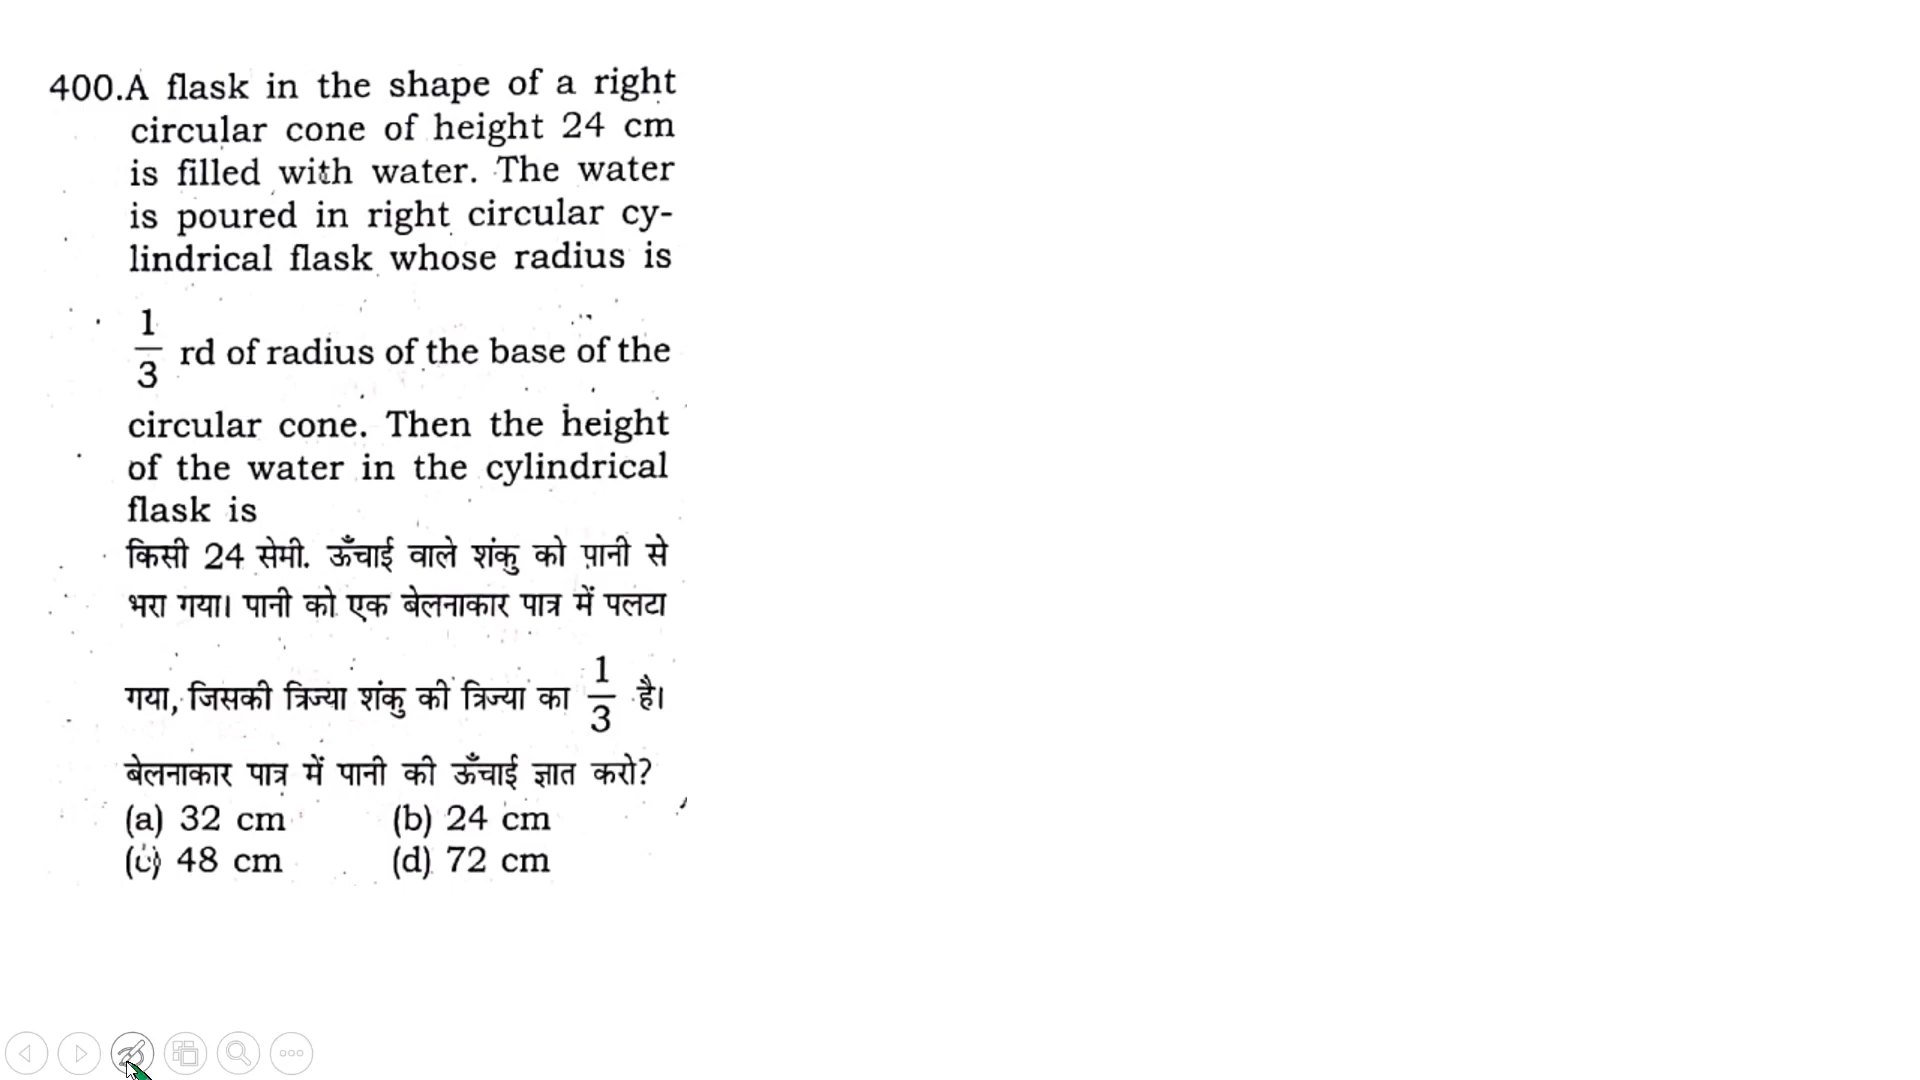 400.A flask in the shape of a right
circular cone of height 24 cm
is filled with water. The water
is poured in right circular cy-
lindrical flask whose radius is
1/3 rd of radius of the base of the
circular cone. Then the height
of the water in the cylindrical
flask is
किसी 24 सेमी. ऊँचाई वाले शंकु को पानी से
भरा गया। पानी को एक बेलनाकार पात्र में पलटा
गया, जिसकी त्रिज्या शंकु की त्रिज्या का 1/3 है।
बेलनाकार पात्र में पानी की ऊँचाई ज्ञात करो?
(a) 32 cm (b) 24 cm
(c) 48 cm (d) 72 cm